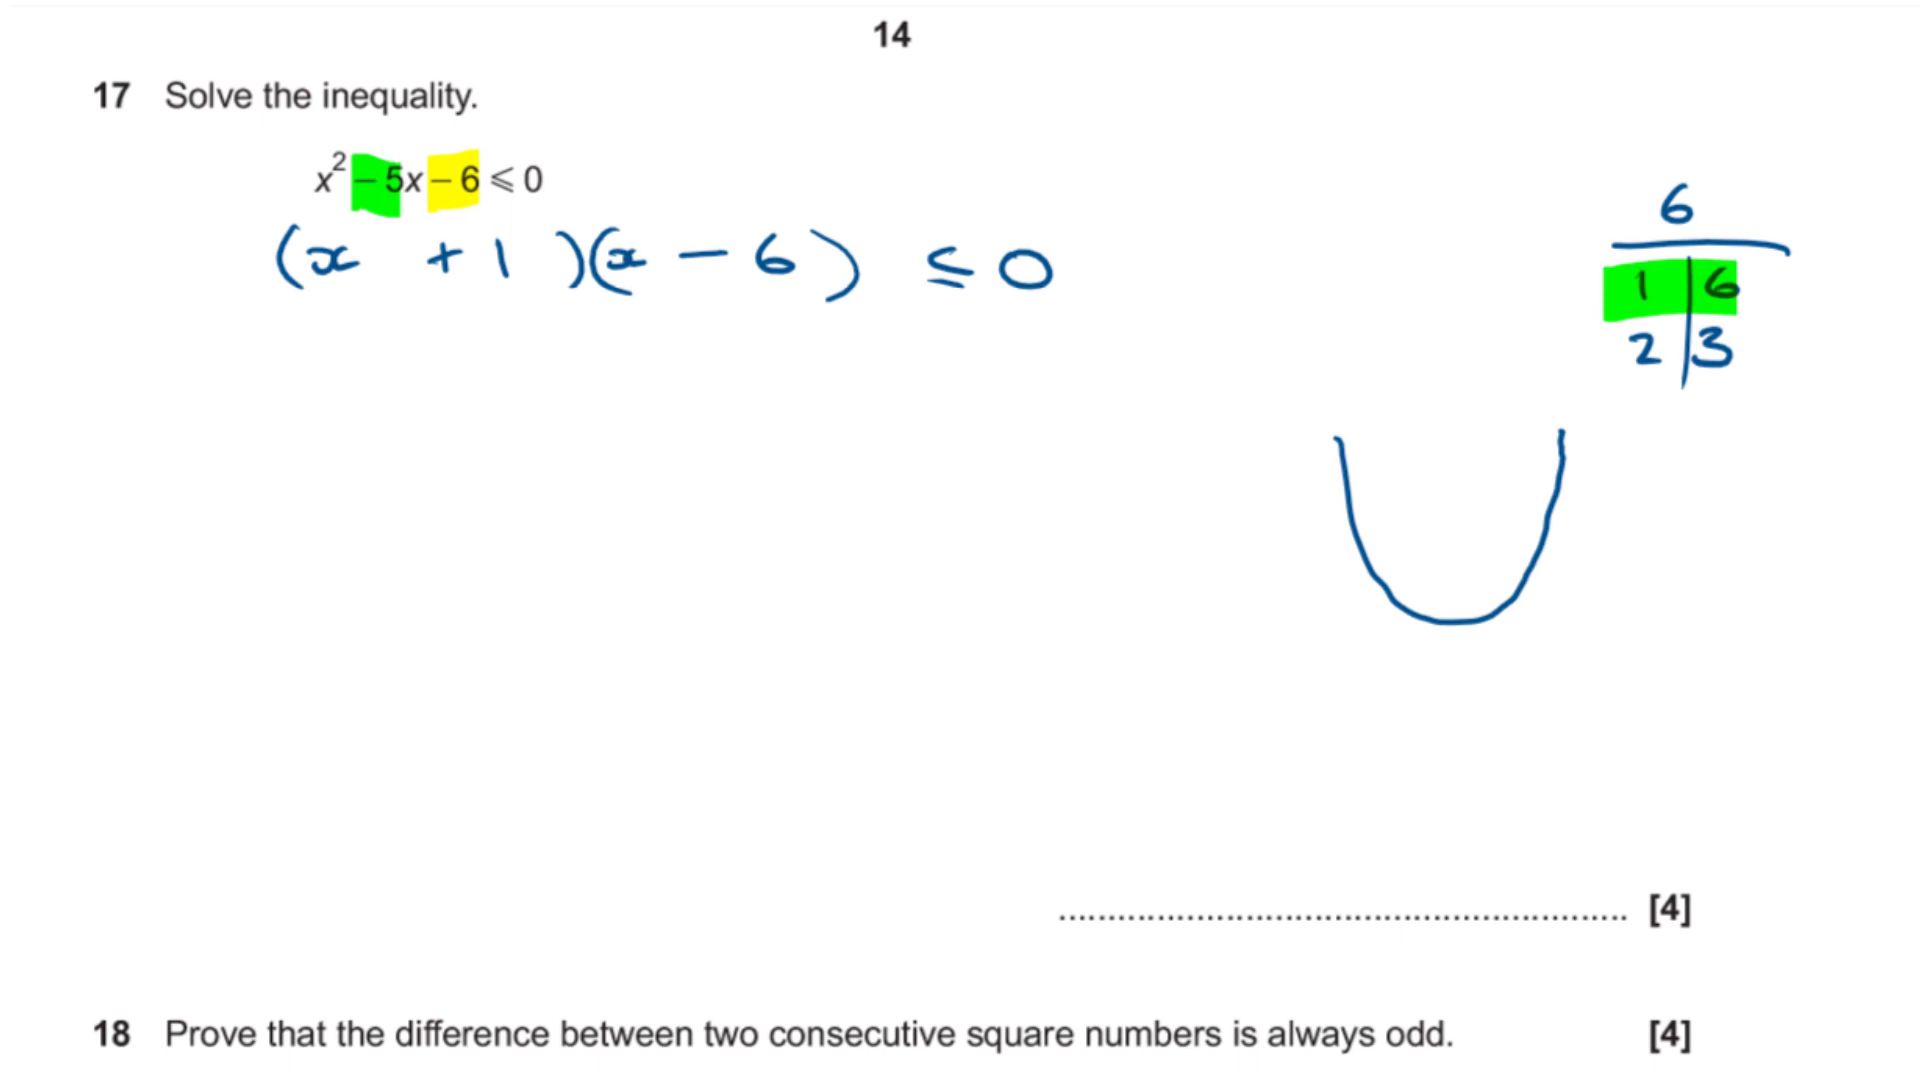 14
17 Solve the inequality.
x² – 5x – 6 ⩽ 0
(x + 1)(x – 6) ≤ 0
6
1 | 6
2 | 3
[4]
18 Prove that the difference between two consecutive square numbers is always odd. [4]